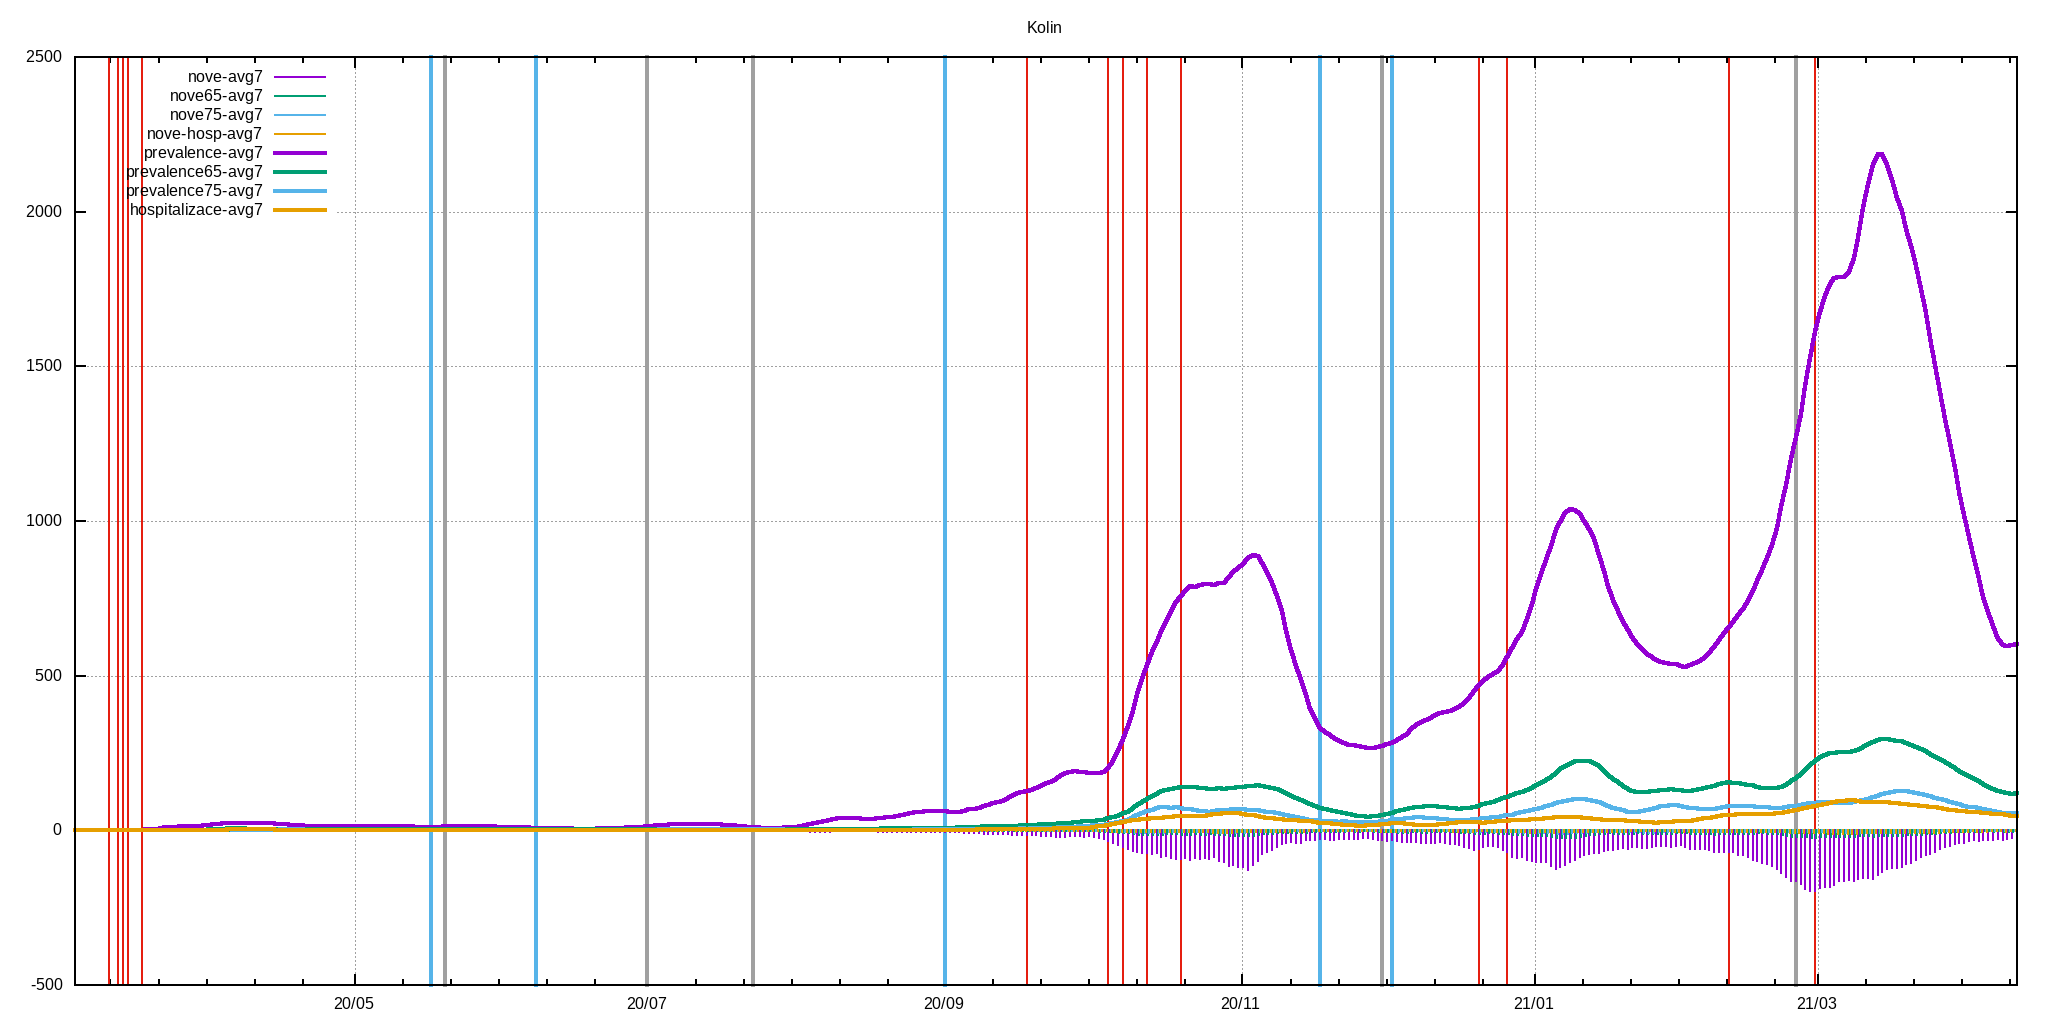 Kolin
2500
nove-avg7
nove65-avg7
nove75-avg7
nove-hosp-avg7
prevalence-avg7
prevalence65-avg7
prevalence75-avg7
hospitalizace-avg7
2000
1500
1000
500
0
-500
20/05 20/07 20/09 20/11 21/01 21/03